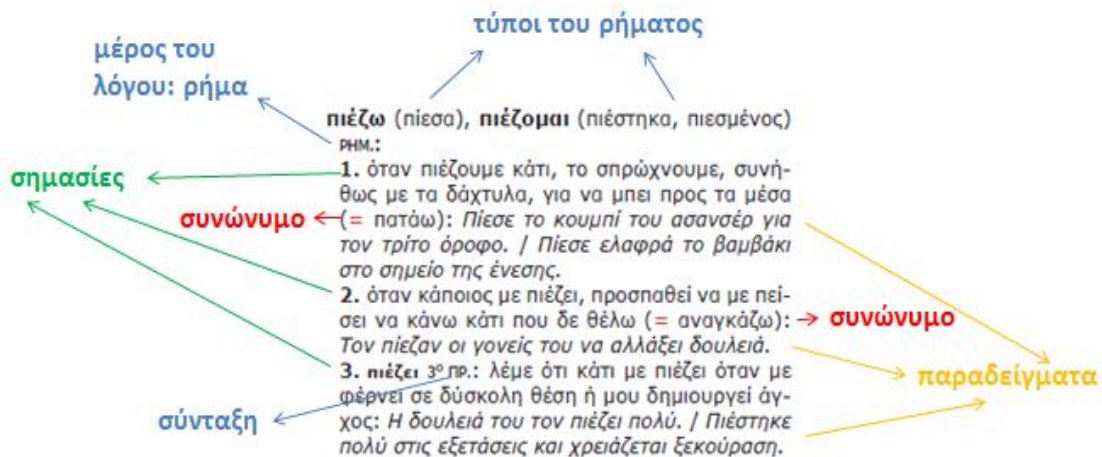 τύποι του ρήματος
μέρος του
λόγου: ρήμα
πιέζω (πίεσα), πιέζομαι (πιέστηκα, πιεσμένος)
ΡΗΜ.:
σημασίες
1. όταν πιέζουμε κάτι, το σπρώχνουμε, συνή-
θως με τα δάχτυλα, για να μπει προς τα μέσα
συνώνυμο
(= πατάω): Πίεσε το κουμπί του ασανσέρ για
τον τρίτο όροφο. / Πίεσε ελαφρά το βαμβάκι
στο σημείο της ένεσης.
2. όταν κάποιος με πιέζει, προσπαθεί να με πεί-
σει να κάνω κάτι που δε θέλω (= αναγκάζω):
συνώνυμο
Τον πίεζαν οι γονείς του να αλλάξει δουλειά.
3. πιέζει 3º ΠΡ.: λέμε ότι κάτι με πιέζει όταν με
παραδείγματα
φέρνει σε δύσκολη θέση ή μου δημιουργεί άγ-
σύνταξη
χος: Η δουλειά του τον πιέζει πολύ. / Πιέστηκε
πολύ στις εξετάσεις και χρειάζεται ξεκούραση.